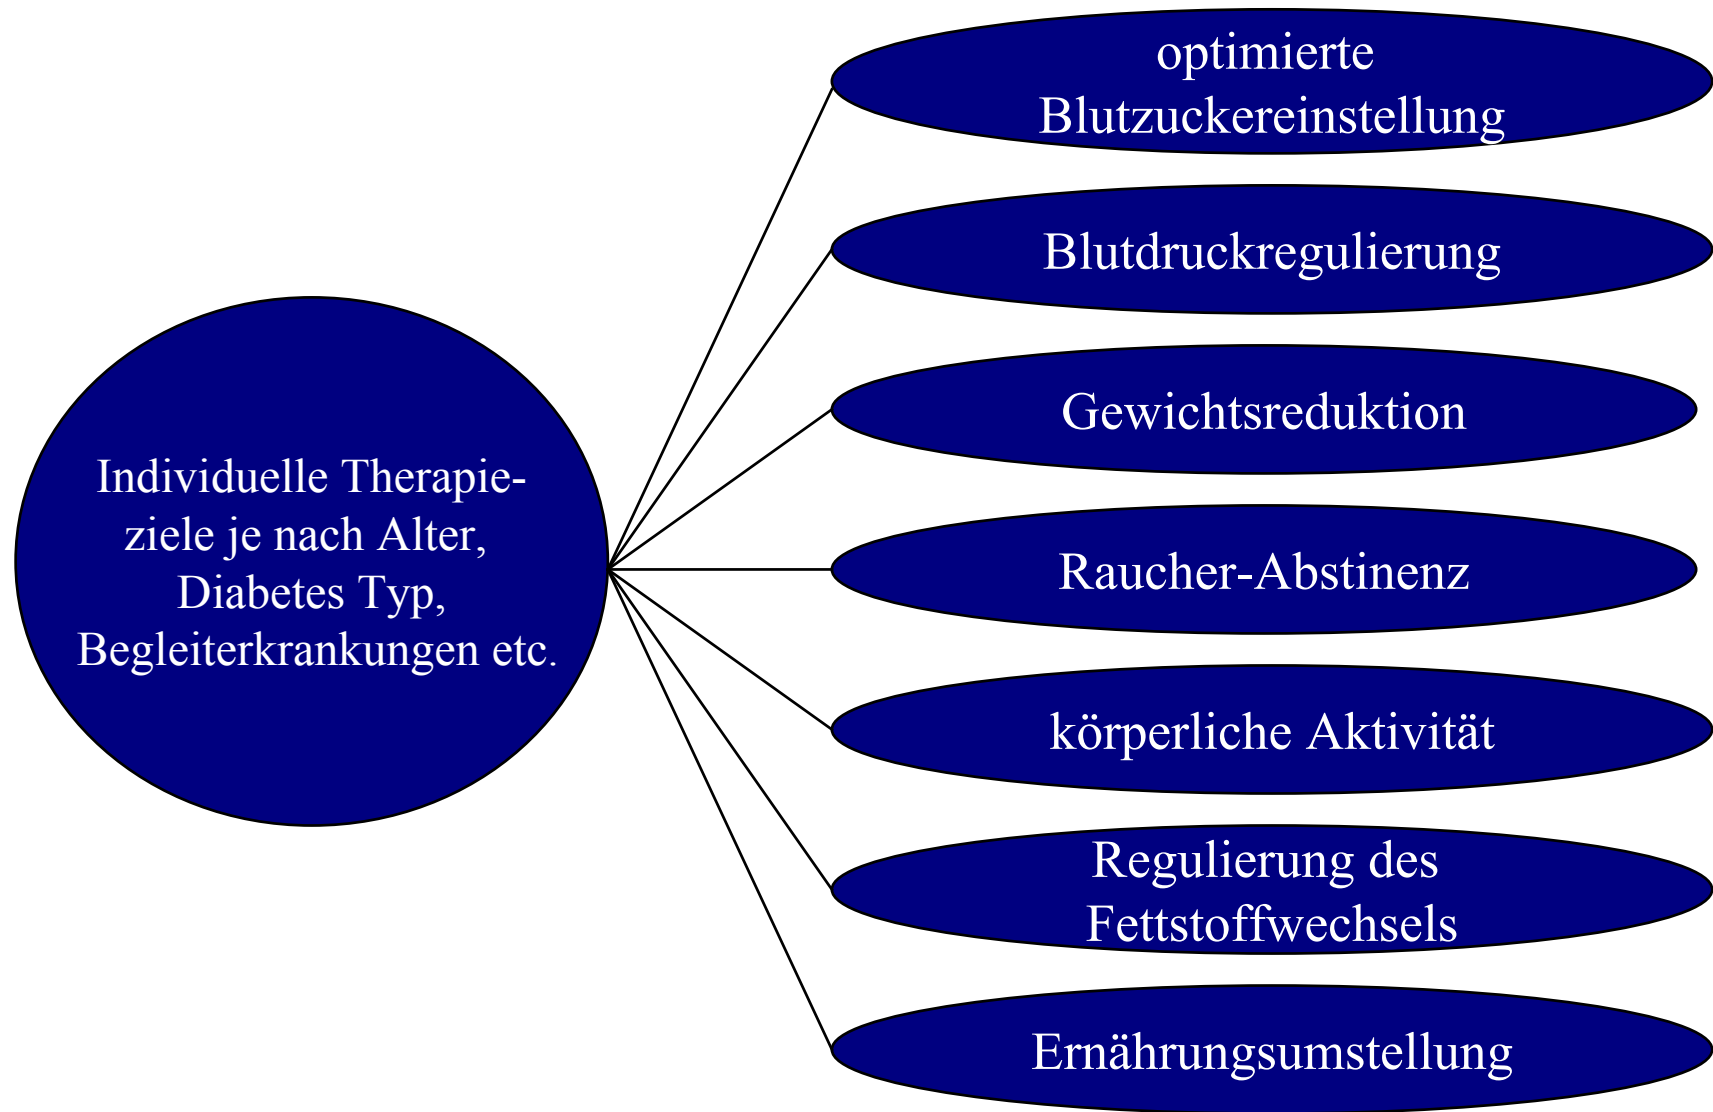 optimierte
Blutzuckereinstellung
Blutdruckregulierung
Gewichtsreduktion
Individuelle Therapie-
ziele je nach Alter,
Diabetes Typ,
Begleiterkrankungen etc.
Raucher-Abstinenz
körperliche Aktivität
Regulierung des
Fettstoffwechsels
Ernährungsumstellung